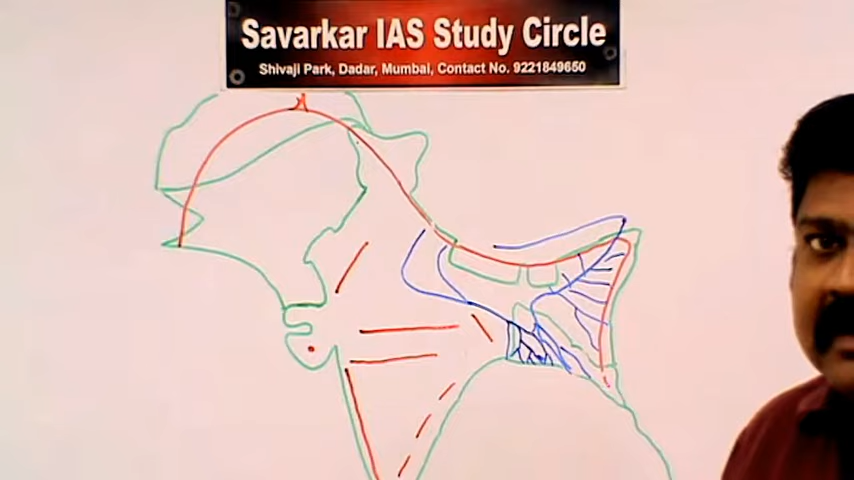 Savarkar IAS Study Circle
Shivaji Park, Dadar, Mumbai, Contact No. 9221849650